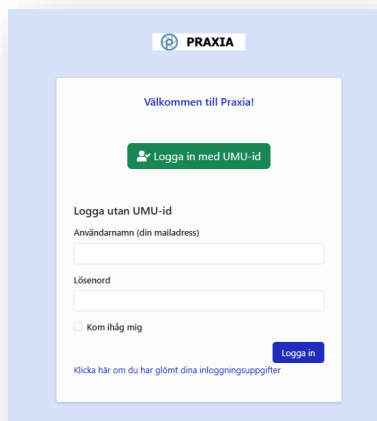 PRAXIA
Välkommen till Praxia!
Logga in med UMU-id
Logga utan UMU-id
Användarnamn (din mailadress)
Lösenord
Kom ihåg mig
Logga in
Klicka här om du har glömt dina inloggningsuppgifter